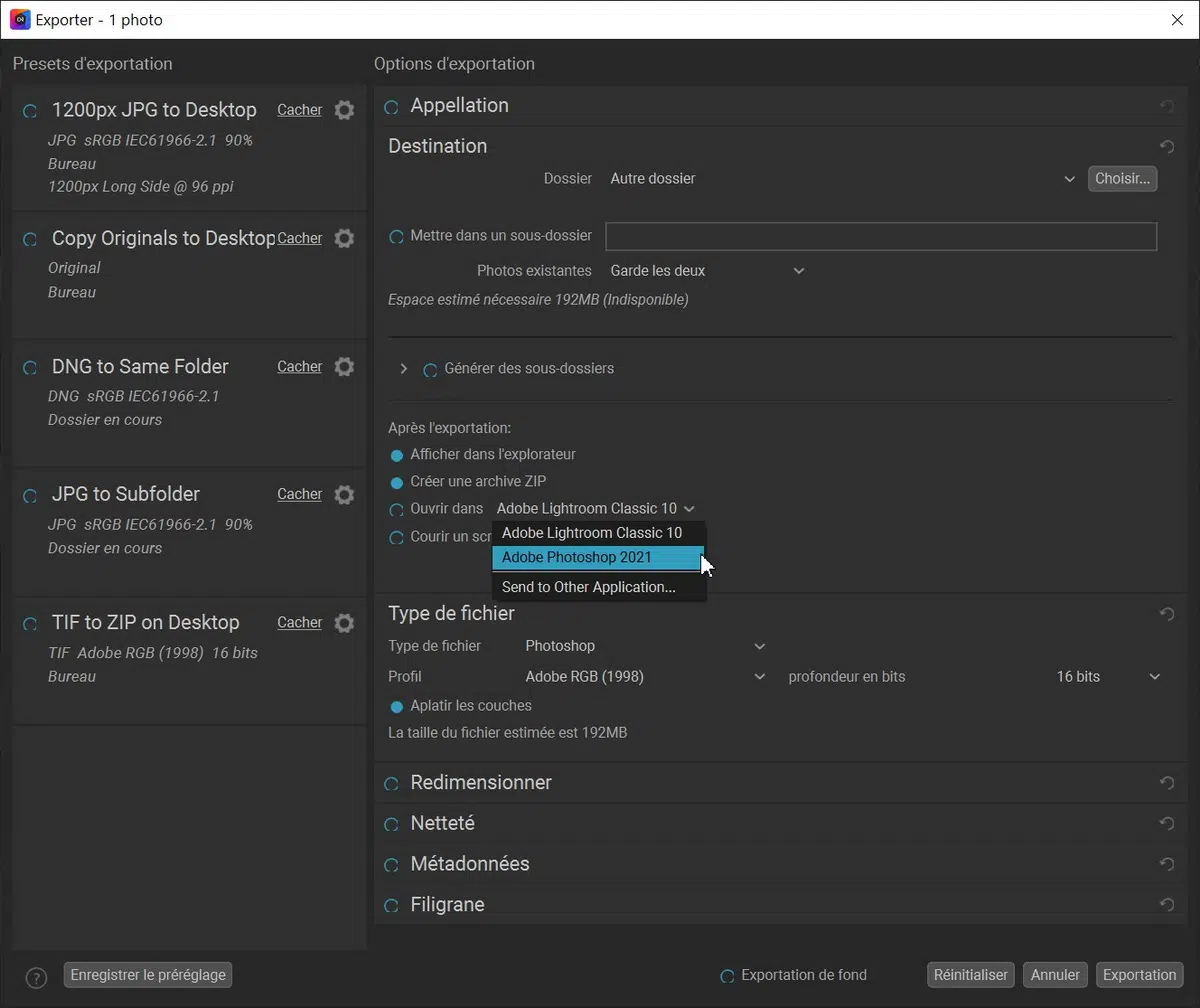 Exporter - 1 photo
Presets d'exportation
1200px JPG to Desktop Cacher
JPG sRGB IEC61966-2.1 90%
Bureau
1200px Long Side @ 96 ppi
Copy Originals to Desktop Cacher
Original
Bureau
DNG to Same Folder Cacher
DNG sRGB IEC61966-2.1
Dossier en cours
JPG to Subfolder Cacher
JPG sRGB IEC61966-2.1 90%
Dossier en cours
TIF to ZIP on Desktop Cacher
TIF Adobe RGB (1998) 16 bits
Bureau
Options d'exportation
Appellation
Destination
Dossier Autre dossier Choisir...
Mettre dans un sous-dossier
Photos existantes Garde les deux
Espace estimé nécessaire 192MB (Indisponible)
Générer des sous-dossiers
Après l'exportation:
Afficher dans l'explorateur
Créer une archive ZIP
Ouvrir dans Adobe Lightroom Classic 10
Courir un scr
Adobe Lightroom Classic 10
Adobe Photoshop 2021
Send to Other Application...
Type de fichier
Type de fichier Photoshop
Profil Adobe RGB (1998) profondeur en bits 16 bits
Aplatir les couches
La taille du fichier estimée est 192MB
Redimensionner
Netteté
Métadonnées
Filigrane
? Enregistrer le préréglage Exportation de fond Réinitialiser Annuler Exportation